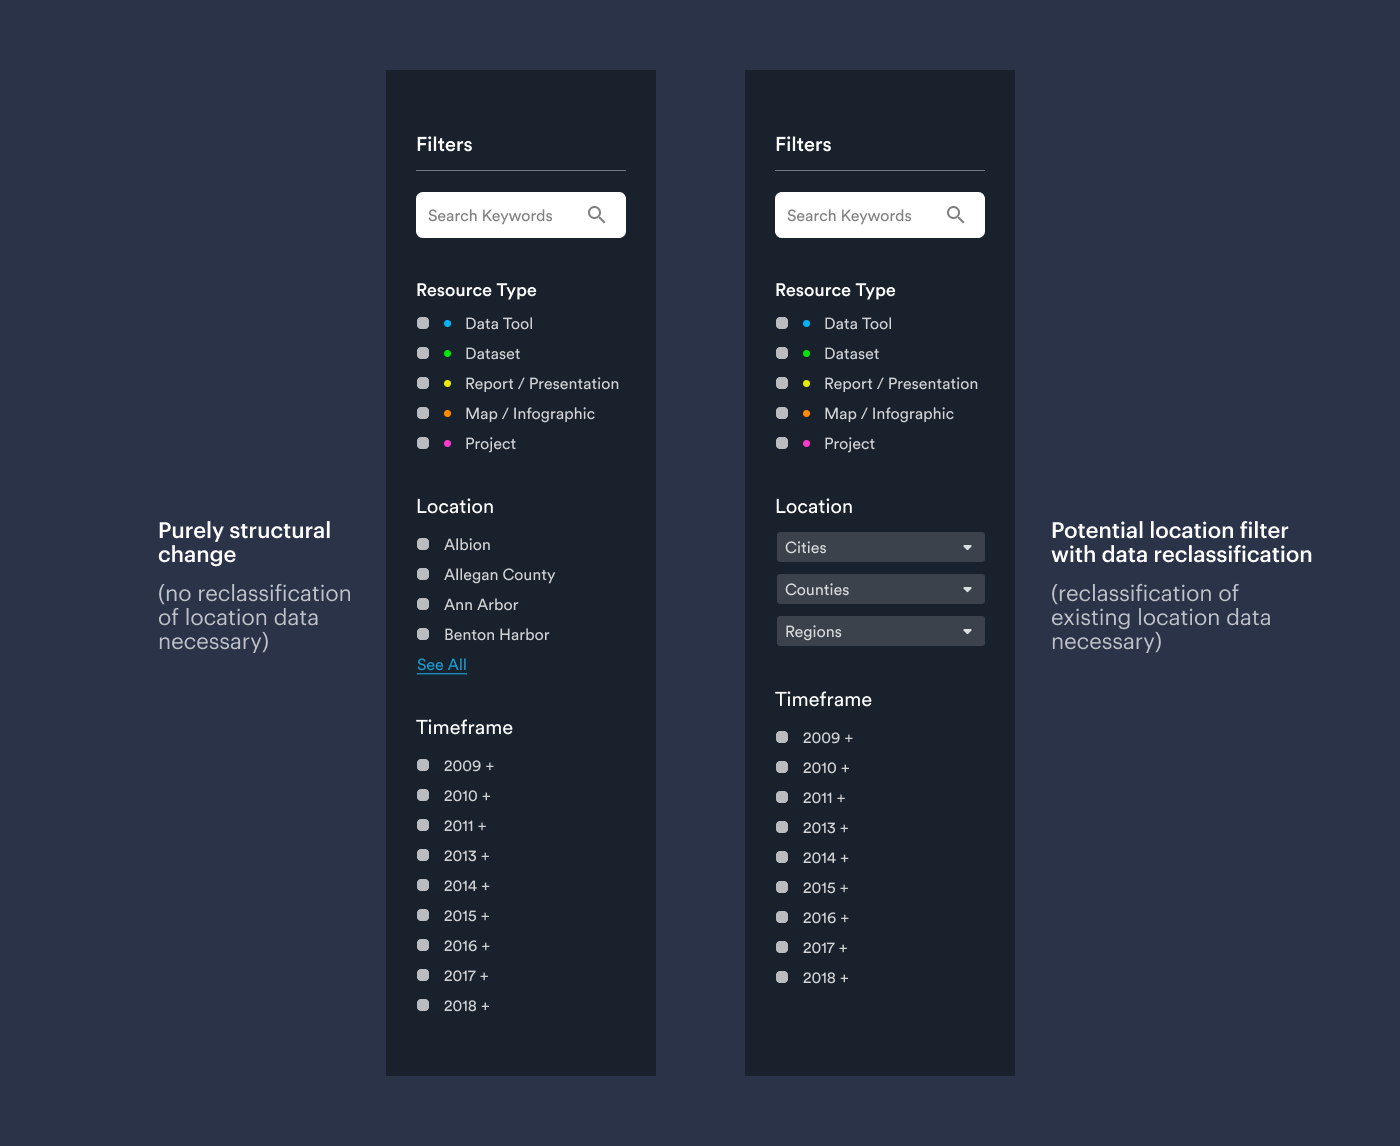 Purely structural
change
(no reclassification
of location data
necessary)
Filters
Search Keywords
Resource Type
Data Tool
Dataset
Report / Presentation
Map / Infographic
Project
Location
Albion
Allegan County
Ann Arbor
Benton Harbor
See All
Timeframe
2009 +
2010 +
2011 +
2013 +
2014 +
2015 +
2016 +
2017 +
2018 +
Filters
Search Keywords
Resource Type
Data Tool
Dataset
Report / Presentation
Map / Infographic
Project
Location
Cities
Counties
Regions
Timeframe
2009 +
2010 +
2011 +
2013 +
2014 +
2015 +
2016 +
2017 +
2018 +
Potential location filter
with data reclassification
(reclassification of
existing location data
necessary)